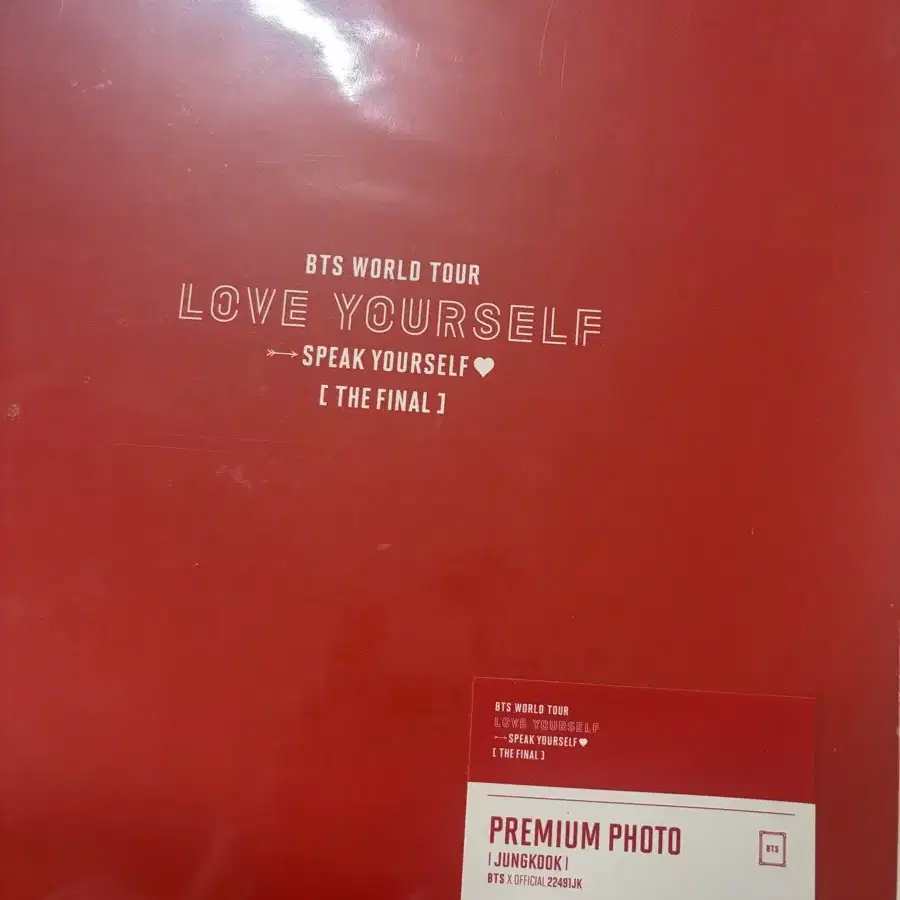 BTS WORLD TOUR
LOVE YOURSELF
SPEAK YOURSELF
[ THE FINAL ]
BTS WORLD TOUR
LOVE YOURSELF
SPEAK YOURSELF
[ THE FINAL ]
PREMIUM PHOTO
BTS
| JUNGKOOK |
BTS X OFFICIAL 22491JK